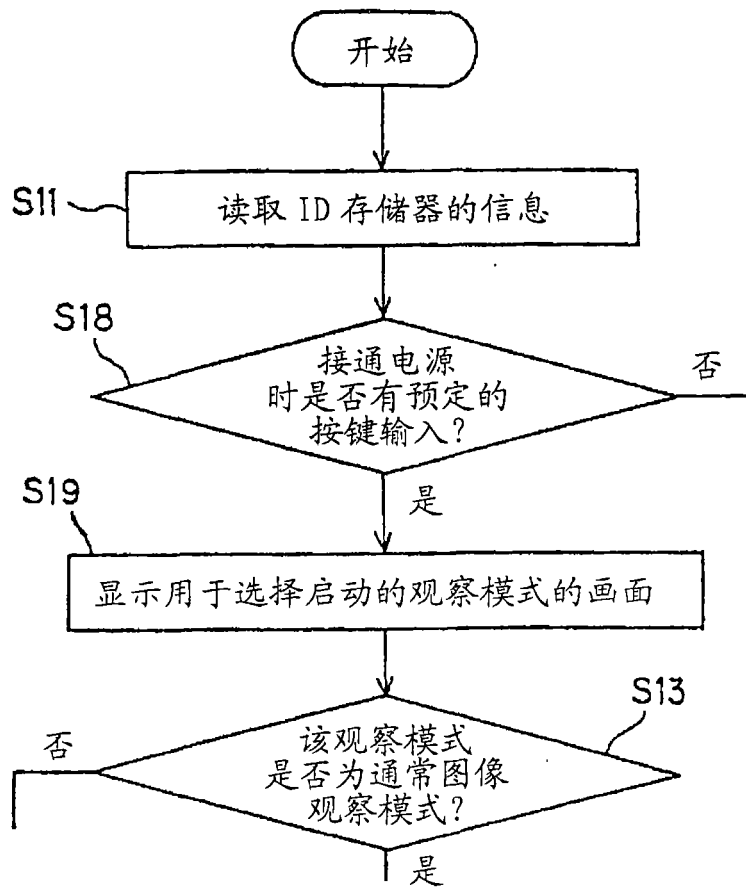 开始
S11
读取 ID 存储器的信息
S18
接通电源
时是否有预定的
按键输入？
否
是
S19
显示用于选择启动的观察模式的画面
S13
否
该观察模式
是否为通常图像
观察模式？
是